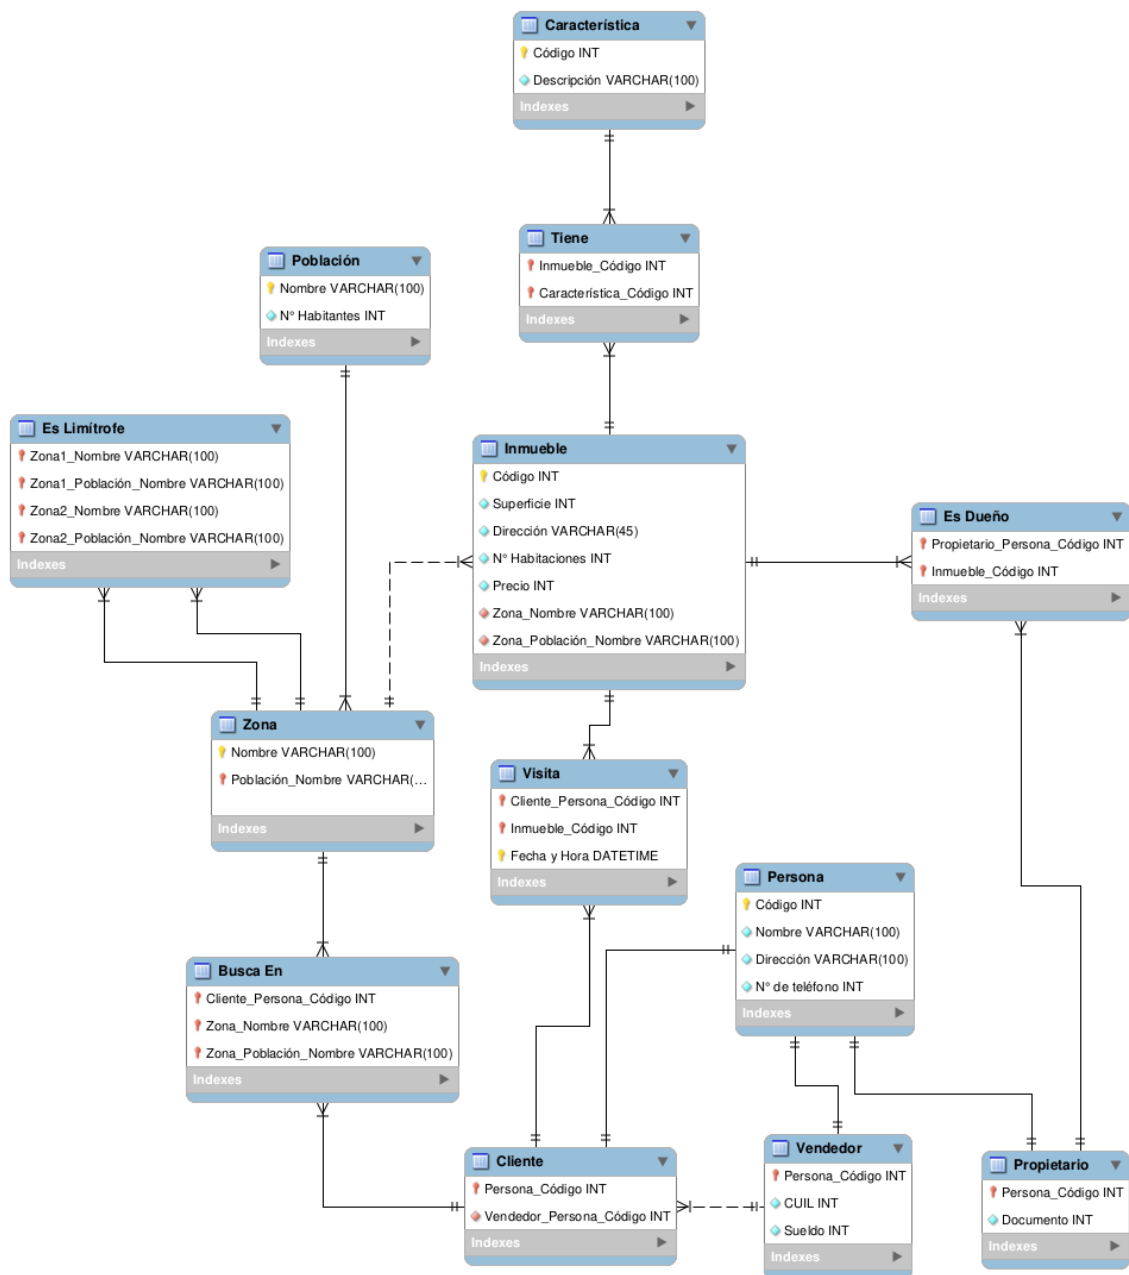 Característica
Código INT
Descripción VARCHAR(100)
Indexes
Tiene
Inmueble_Código INT
Característica_Código INT
Indexes
Población
Nombre VARCHAR(100)
N° Habitantes INT
Indexes
Es Limítrofe
Zona1_Nombre VARCHAR(100)
Zona1_Población_Nombre VARCHAR(100)
Zona2_Nombre VARCHAR(100)
Zona2_Población_Nombre VARCHAR(100)
Indexes
Inmueble
Código INT
Superficie INT
Dirección VARCHAR(45)
N° Habitaciones INT
Precio INT
Zona_Nombre VARCHAR(100)
Zona_Población_Nombre VARCHAR(100)
Indexes
Es Dueño
Propietario_Persona_Código INT
Inmueble_Código INT
Indexes
Zona
Nombre VARCHAR(100)
Población_Nombre VARCHAR(...
Indexes
Visita
Cliente_Persona_Código INT
Inmueble_Código INT
Fecha y Hora DATETIME
Indexes
Persona
Código INT
Nombre VARCHAR(100)
Dirección VARCHAR(100)
N° de teléfono INT
Indexes
Busca En
Cliente_Persona_Código INT
Zona_Nombre VARCHAR(100)
Zona_Población_Nombre VARCHAR(100)
Indexes
Cliente
Persona_Código INT
Vendedor_Persona_Código INT
Indexes
Vendedor
Persona_Código INT
CUIL INT
Sueldo INT
Indexes
Propietario
Persona_Código INT
Documento INT
Indexes